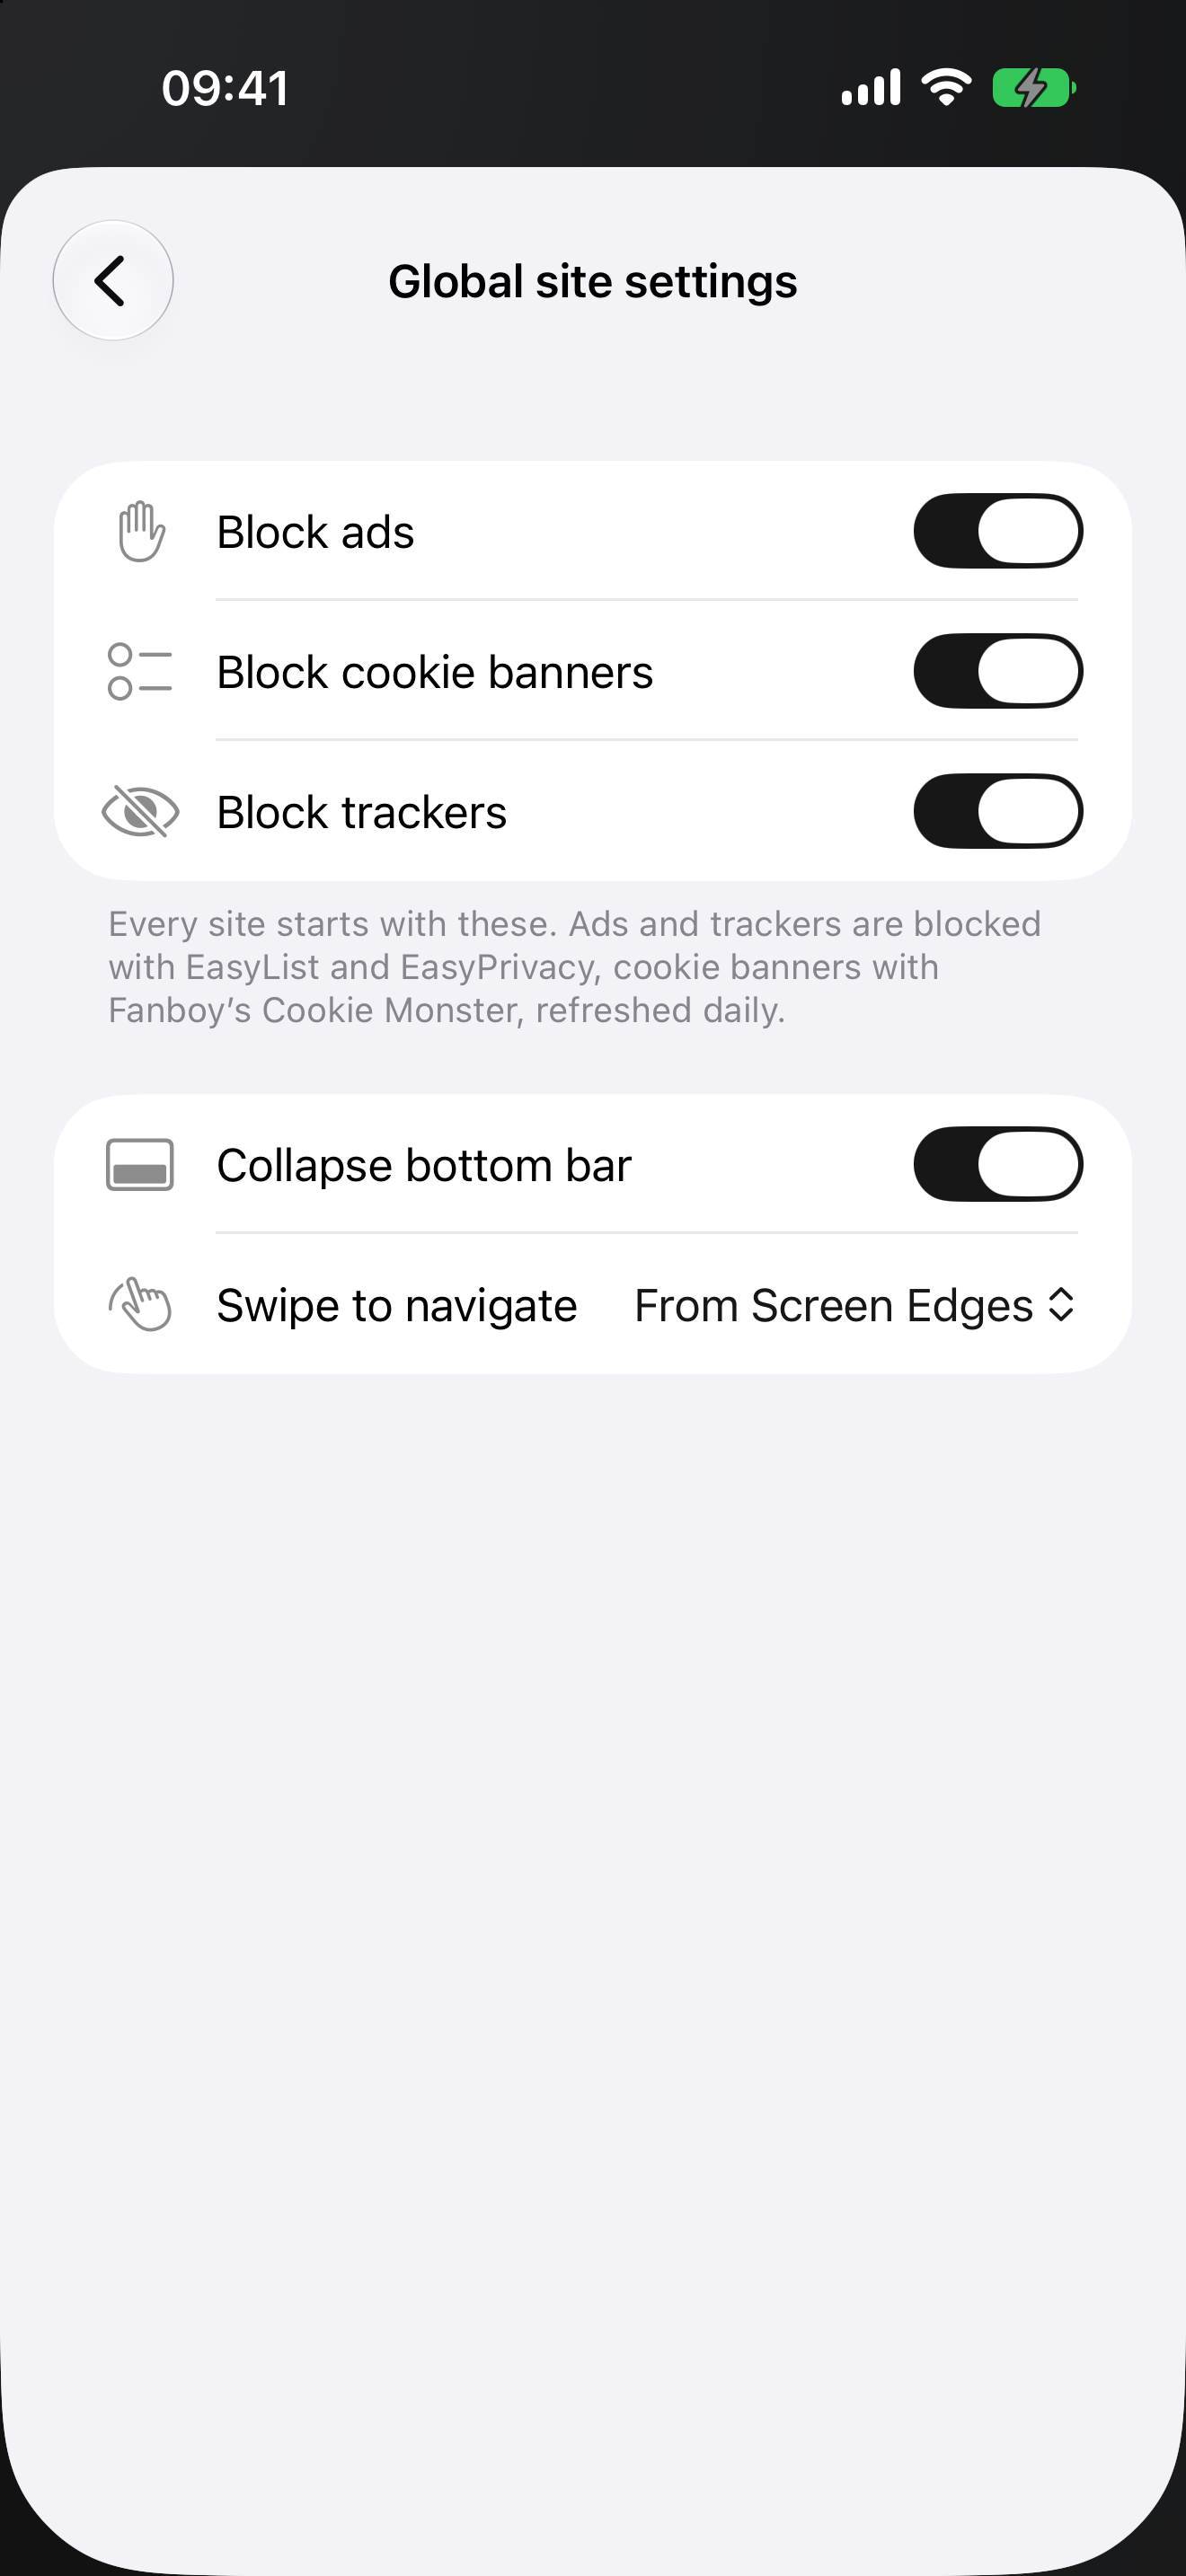 09:41
Global site settings
Block ads
Block cookie banners
Block trackers
Every site starts with these. Ads and trackers are blocked
with EasyList and EasyPrivacy, cookie banners with
Fanboy’s Cookie Monster, refreshed daily.
Collapse bottom bar
Swipe to navigate From Screen Edges